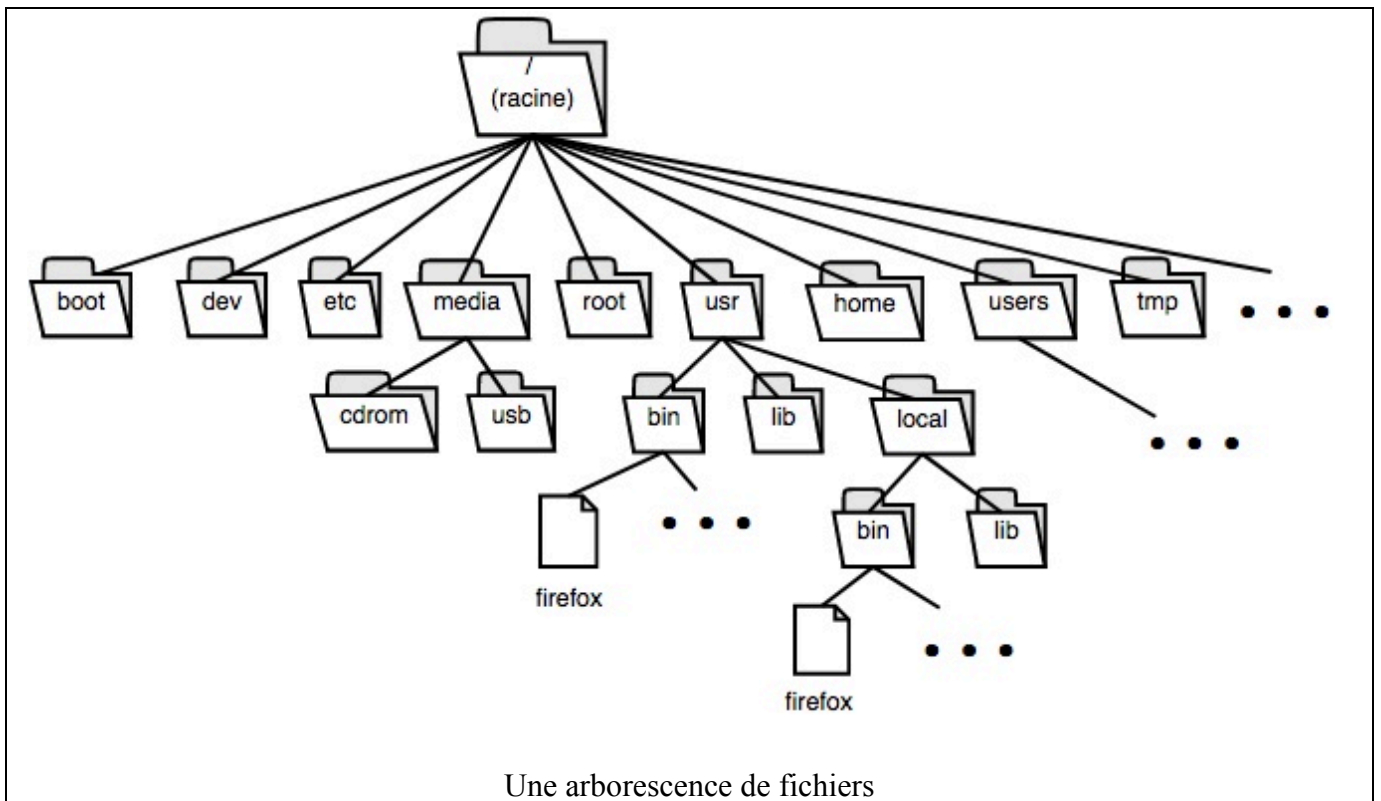 /
(racine)
boot dev etc media root usr home users tmp • • •
cdrom usb bin lib local • • •
• • • bin lib
firefox
• • •
firefox
Une arborescence de fichiers